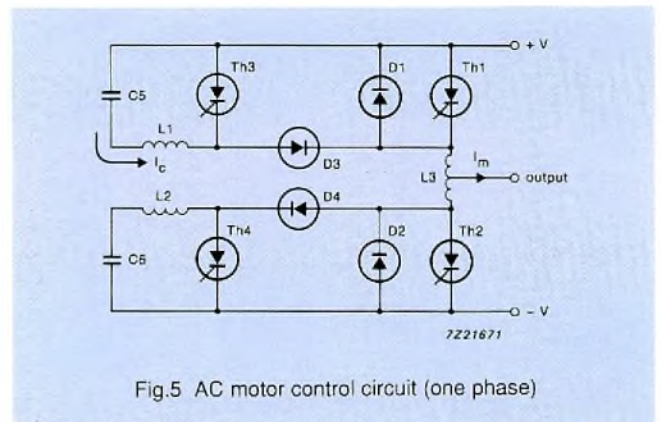 + V
Th3
D1
Th1
C5
L1
D3
I_m
I_c
L3
output
L2
D4
C6
Th4
D2
Th2
- V
7Z21671
Fig.5 AC motor control circuit (one phase)